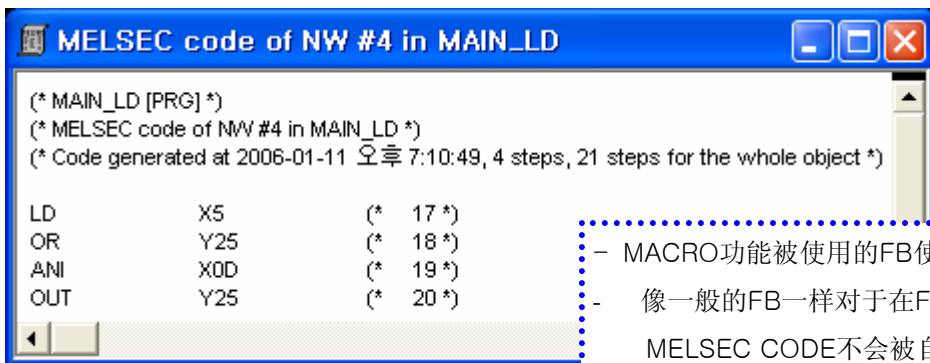 MELSEC code of NW #4 in MAIN_LD
(* MAIN_LD [PRG] *)
(* MELSEC code of NW #4 in MAIN_LD *)
(* Code generated at 2006-01-11 오후 7:10:49, 4 steps, 21 steps for the whole object *)
LD X5 (* 17 *)
OR Y25 (* 18 *)
ANI X0D (* 19 *)
OUT Y25 (* 20 *)
- MACRO功能被使用的FB使
- 像一般的FB一样对于在F
MELSEC CODE不会被自